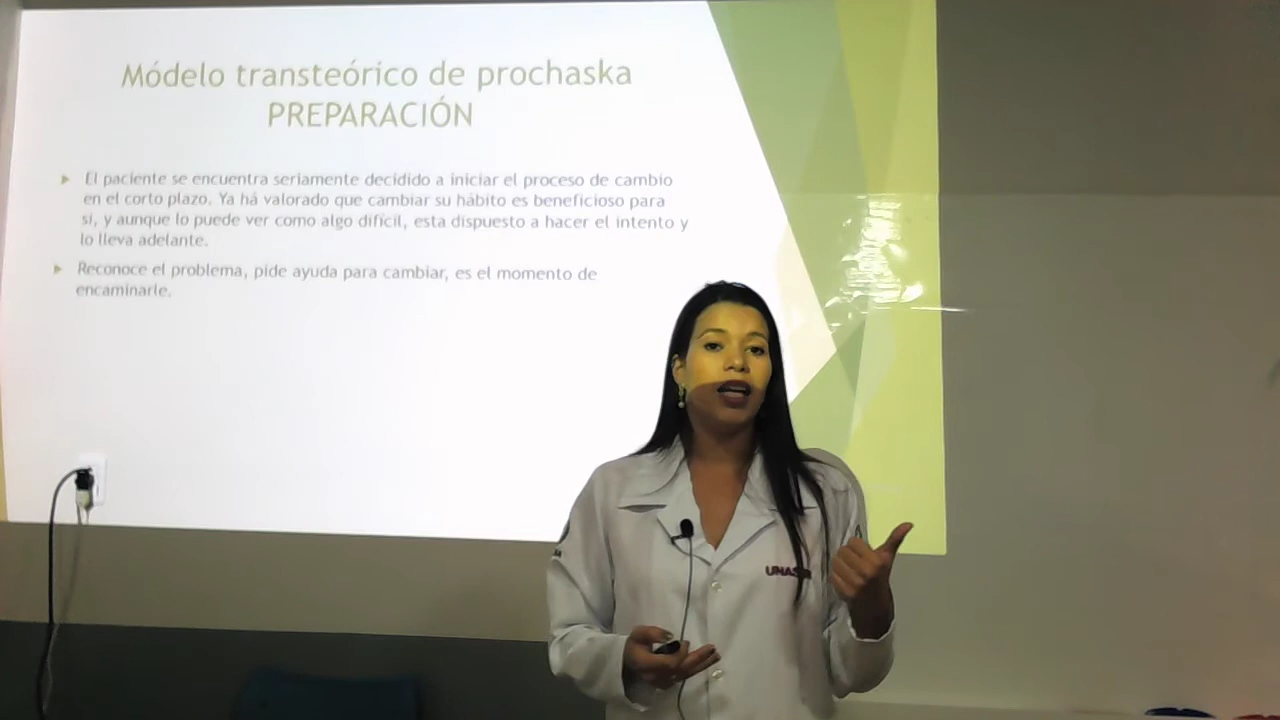 Módelo transteórico de prochaska
PREPARACIÓN
El paciente se encuentra seriamente decidido a iniciar el proceso de cambio
en el corto plazo. Ya há valorado que cambiar su hábito es beneficioso para
sí, y aunque lo puede ver como algo difícil, esta dispuesto a hacer el intento y
lo lleva adelante.
Reconoce el problema, pide ayuda para cambiar, es el momento de
encaminarle.